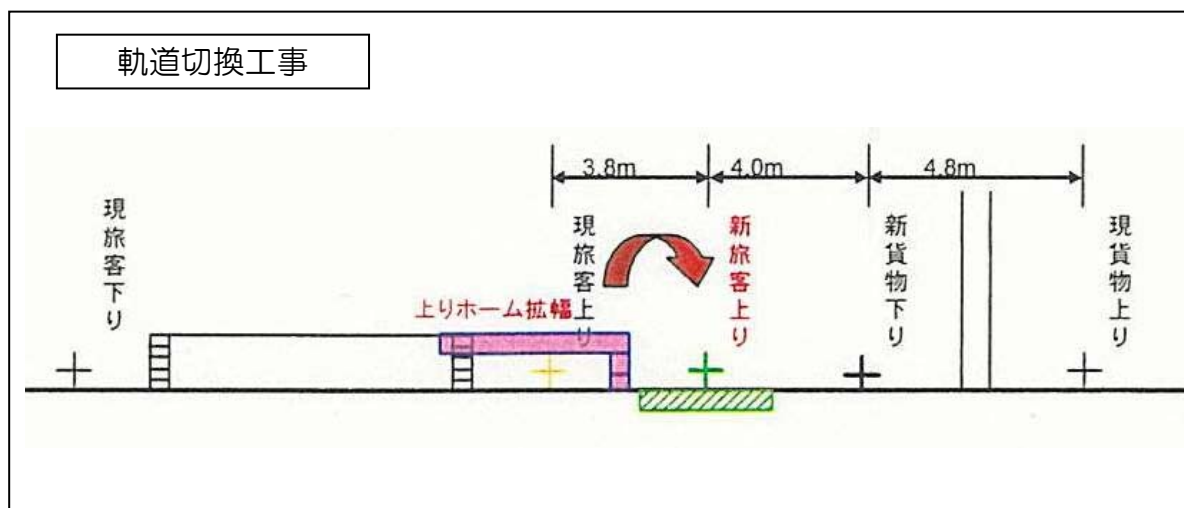 軌道切換工事
3.8m
4.0m
4.8m
現旅客下り
上りホーム拡幅
現旅客上り
新旅客上り
新貨物下り
現貨物上り